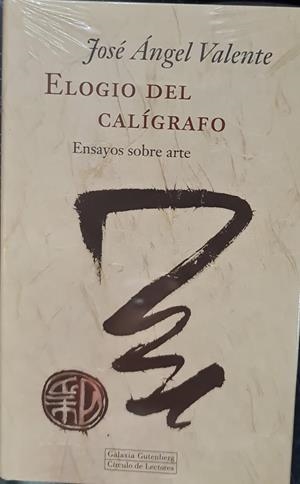 José Ángel Valente
ELOGIO DEL
CALÍGRAFO
Ensayos sobre arte
Galaxia Gutenberg
Círculo de Lectores